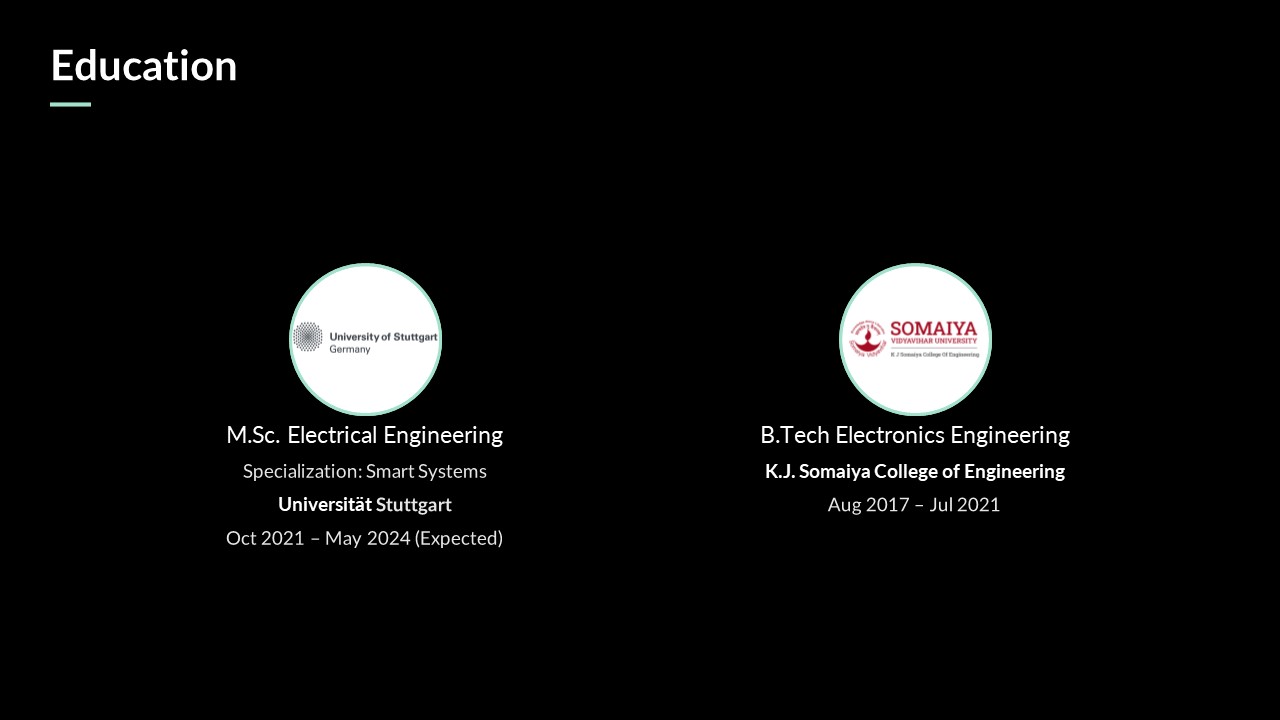 Education
University of Stuttgart
Germany
SOMAIYA
VIDYAVIHAR UNIVERSITY
K J Somaiya College Of Engineering
M.Sc. Electrical Engineering
Specialization: Smart Systems
Universität Stuttgart
Oct 2021 – May 2024 (Expected)
B.Tech Electronics Engineering
K.J. Somaiya College of Engineering
Aug 2017 – Jul 2021